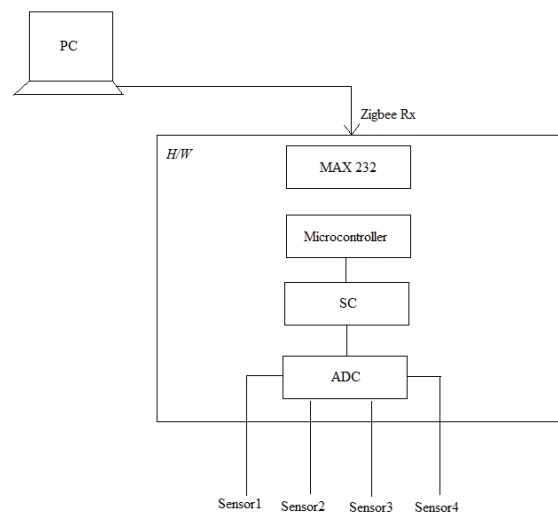 PC
Zigbee Rx
H/W
MAX 232
Microcontroller
SC
ADC
Sensor1 Sensor2 Sensor3 Sensor4